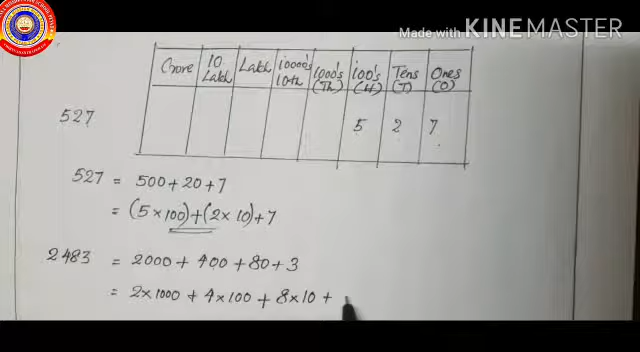 Made with KINEMASTER
Crore 10 Lakh Lakh 10000's 10th 1000's (Th) 100's (H) Tens (T) Ones (O)
527 5 2 7
527 = 500 + 20 + 7
= (5 × 100) + (2 × 10) + 7
2483 = 2000 + 400 + 80 + 3
= 2 × 1000 + 4 × 100 + 8 × 10 +